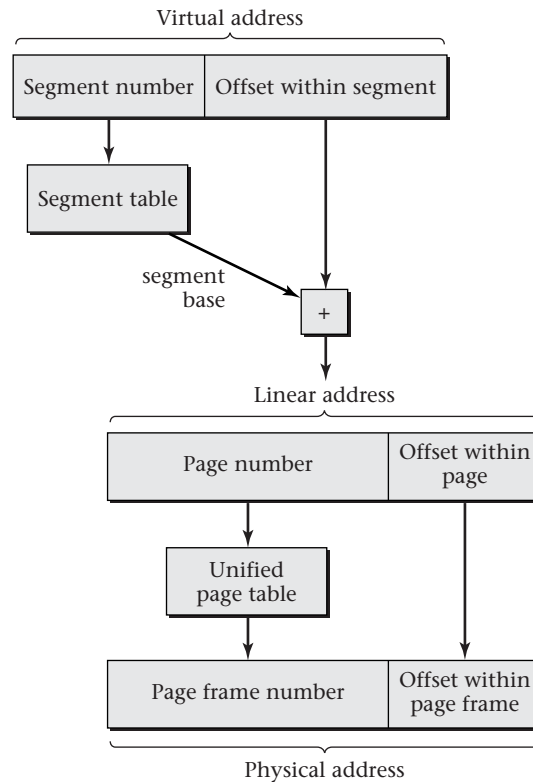 Virtual address
Segment number
Offset within segment
Segment table
segment
base
+
Linear address
Page number
Offset within
page
Unified
page table
Page frame number
Offset within
page frame
Physical address